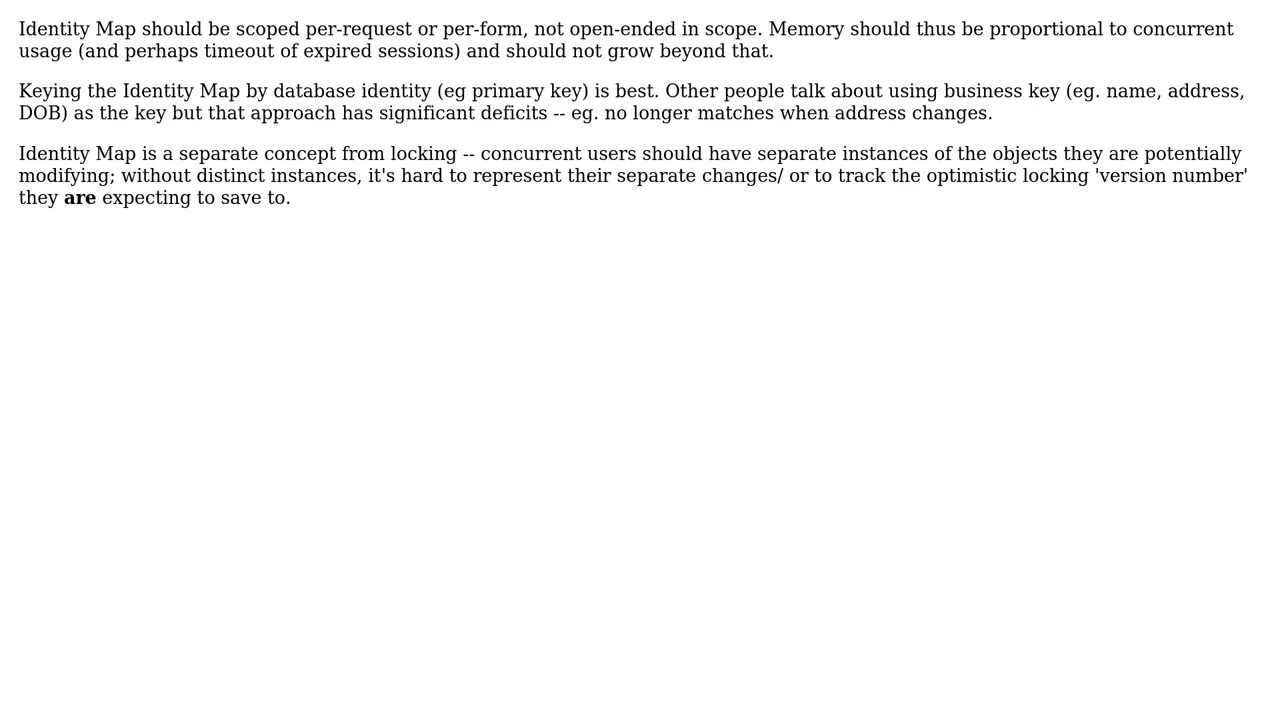 Identity Map should be scoped per-request or per-form, not open-ended in scope. Memory should thus be proportional to concurrent
usage (and perhaps timeout of expired sessions) and should not grow beyond that.
Keying the Identity Map by database identity (eg primary key) is best. Other people talk about using business key (eg. name, address,
DOB) as the key but that approach has significant deficits -- eg. no longer matches when address changes.
Identity Map is a separate concept from locking -- concurrent users should have separate instances of the objects they are potentially
modifying; without distinct instances, it's hard to represent their separate changes/ or to track the optimistic locking 'version number'
they are expecting to save to.